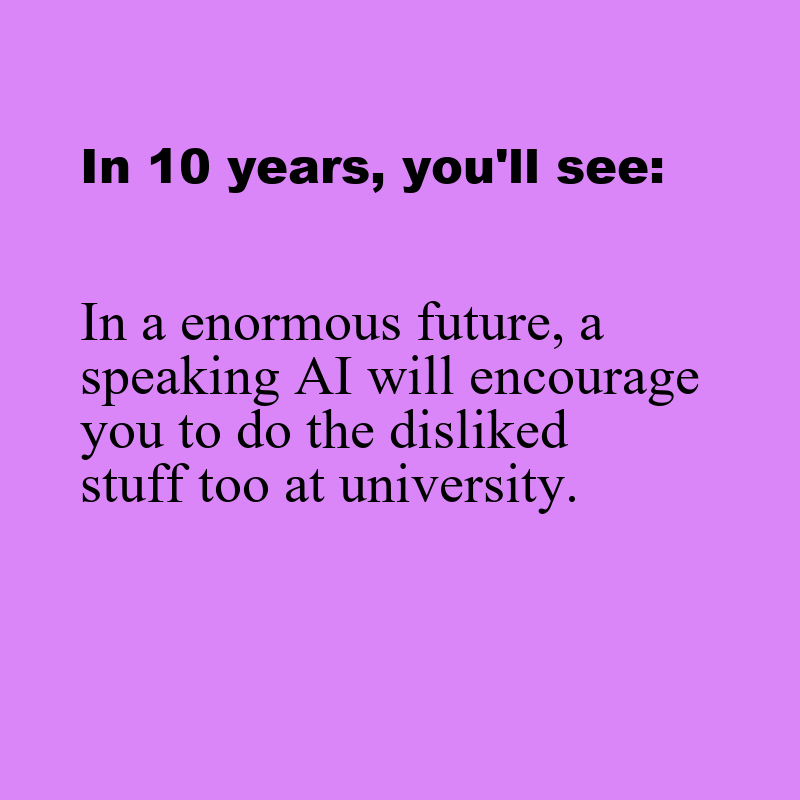 In 10 years, you'll see:
In a enormous future, a
speaking AI will encourage
you to do the disliked
stuff too at university.